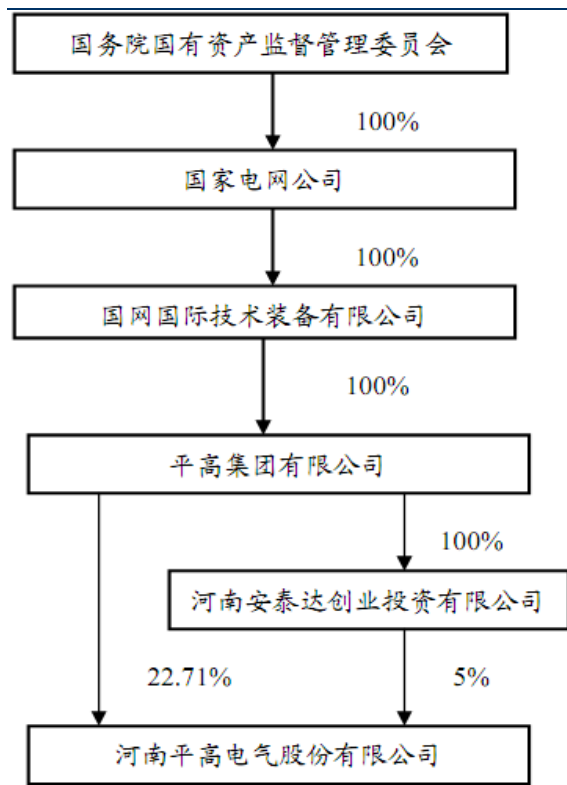 国务院国有资产监督管理委员会
100%
国家电网公司
100%
国网国际技术装备有限公司
100%
平高集团有限公司
100%
河南安泰达创业投资有限公司
22.71%
5%
河南平高电气股份有限公司